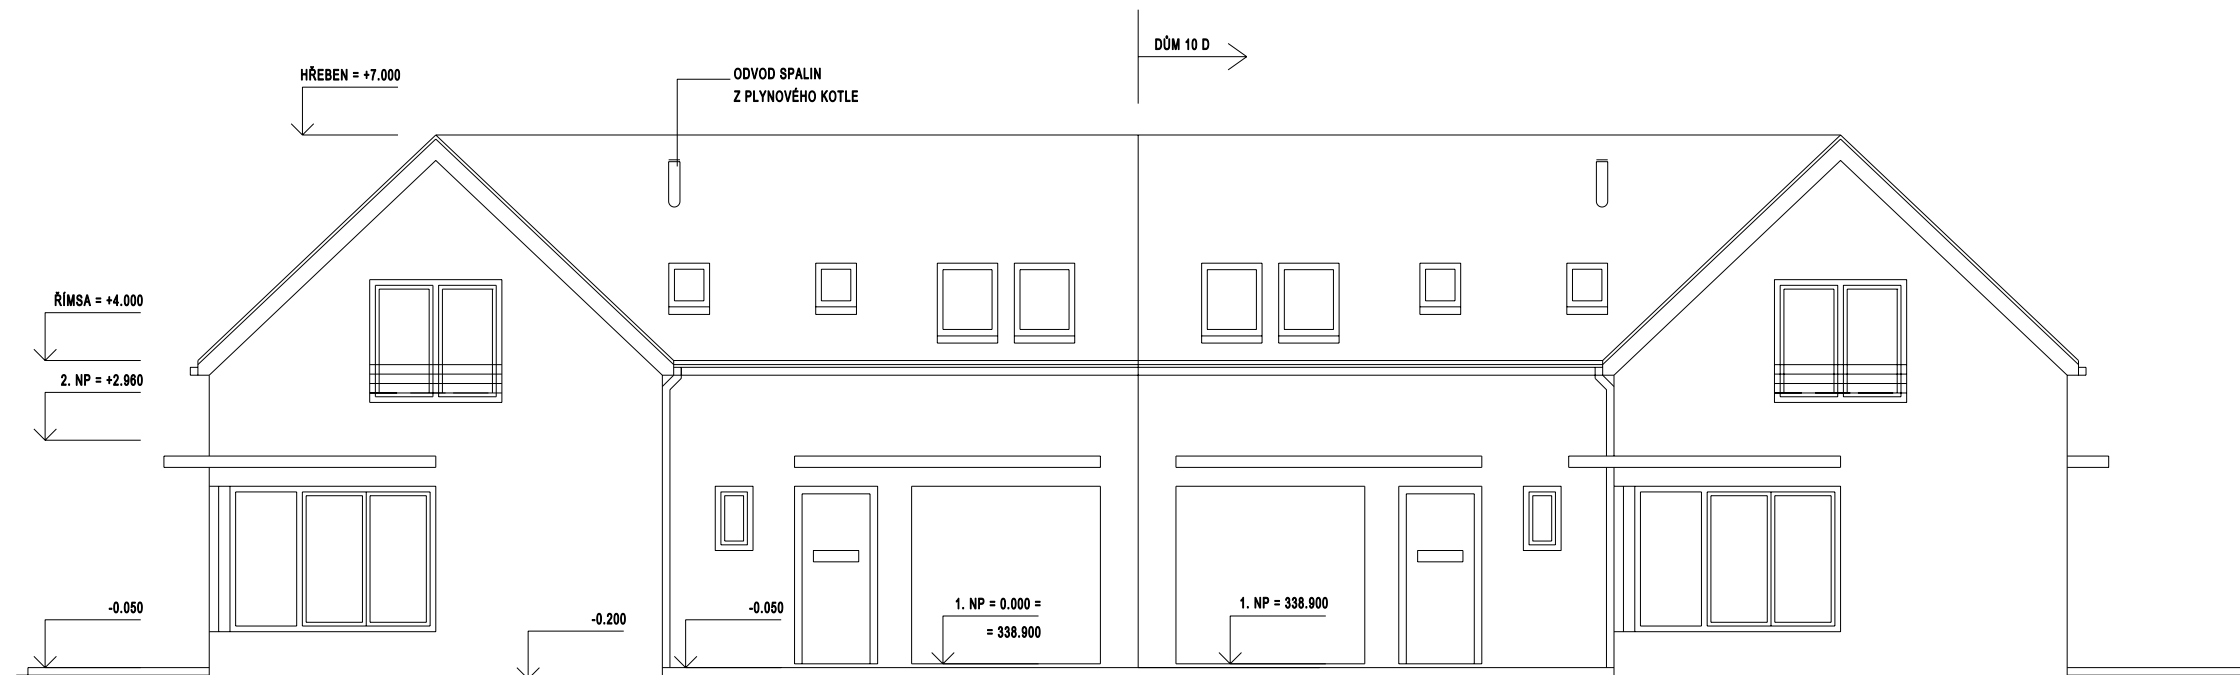 DŮM 10 D
HŘEBEN = +7.000
ODVOD SPALIN
Z PLYNOVÉHO KOTLE
ŘÍMSA = +4.000
2. NP = +2.960
-0.050
-0.200
-0.050
1. NP = 0.000 =
= 338.900
1. NP = 338.900